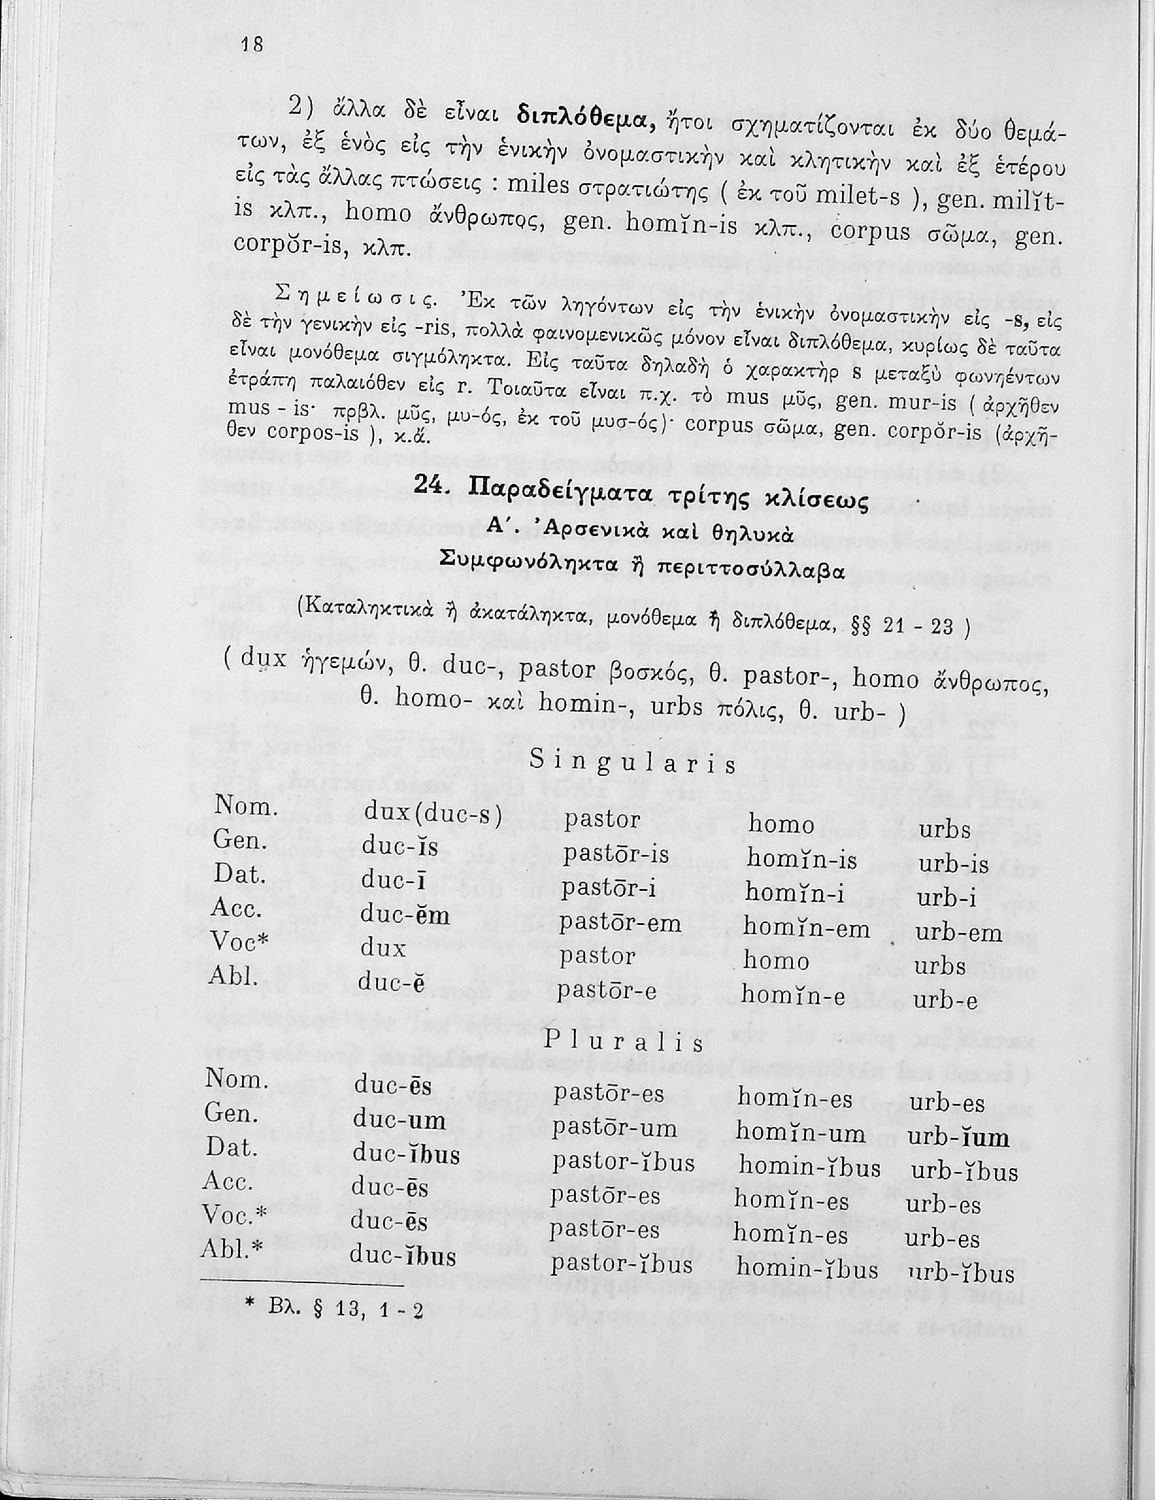 18
2) ἄλλα δὲ εἶναι διπλόθεμα, ἤτοι σχηματίζονται ἐκ δύο θεμά-
των, ἐξ ἑνὸς εἰς τὴν ἑνικὴν ὀνομαστικὴν καὶ κλητικὴν καὶ ἐξ ἑτέρου
εἰς τὰς ἄλλας πτώσεις : miles στρατιώτης ( ἐκ τοῦ milet-s ), gen. milĭt-
is κλπ., homo ἄνθρωπος, gen. homĭn-is κλπ., corpus σῶμα, gen.
corpŏr-is, κλπ.
Σημείωσις. Ἐκ τῶν ληγόντων εἰς τὴν ἑνικὴν ὀνομαστικὴν εἰς -s, εἰς
δὲ τὴν γενικὴν εἰς -ris, πολλὰ φαινομενικῶς μόνον εἶναι διπλόθεμα, κυρίως δὲ ταῦτα
εἶναι μονόθεμα σιγμόληκτα. Εἰς ταῦτα δηλαδὴ ὁ χαρακτὴρ s μεταξὺ φωνηέντων
ἐτράπη παλαιόθεν εἰς r. Τοιαῦτα εἶναι π.χ. τὸ mus μῦς, gen. mur-is ( ἀρχῆθεν
mus - is· πρβλ. μῦς, μυ-ός, ἐκ τοῦ μυσ-ός)· corpus σῶμα, gen. corpŏr-is (ἀρχῆ-
θεν corpos-is ), κ.ἄ.
24. Παραδείγματα τρίτης κλίσεως
Α΄. Ἀρσενικὰ καὶ θηλυκὰ
Συμφωνόληκτα ἢ περιττοσύλλαβα
(Καταληκτικὰ ἢ ἀκατάληκτα, μονόθεμα ἢ διπλόθεμα, §§ 21 - 23 )
( dux ἡγεμών, θ. duc-, pastor βοσκός, θ. pastor-, homo ἄνθρωπος,
θ. homo- καὶ homin-, urbs πόλις, θ. urb- )
Singularis
Nom. dux (duc-s) pastor homo urbs
Gen. duc-ĭs pastōr-is homĭn-is urb-is
Dat. duc-ī pastōr-i homĭn-i urb-i
Acc. duc-ĕm pastōr-em homĭn-em urb-em
Voc* dux pastor homo urbs
Abl. duc-ĕ pastōr-e homĭn-e urb-e
Pluralis
Nom. duc-ēs pastōr-es homĭn-es urb-es
Gen. duc-um pastōr-um homĭn-um urb-ĭum
Dat. duc-ĭbus pastor-ĭbus homin-ĭbus urb-ĭbus
Acc. duc-ēs pastōr-es homĭn-es urb-es
Voc.* duc-ēs pastōr-es homĭn-es urb-es
Abl.* duc-ĭbus pastor-ĭbus homin-ĭbus urb-ĭbus
* Βλ. § 13, 1 - 2